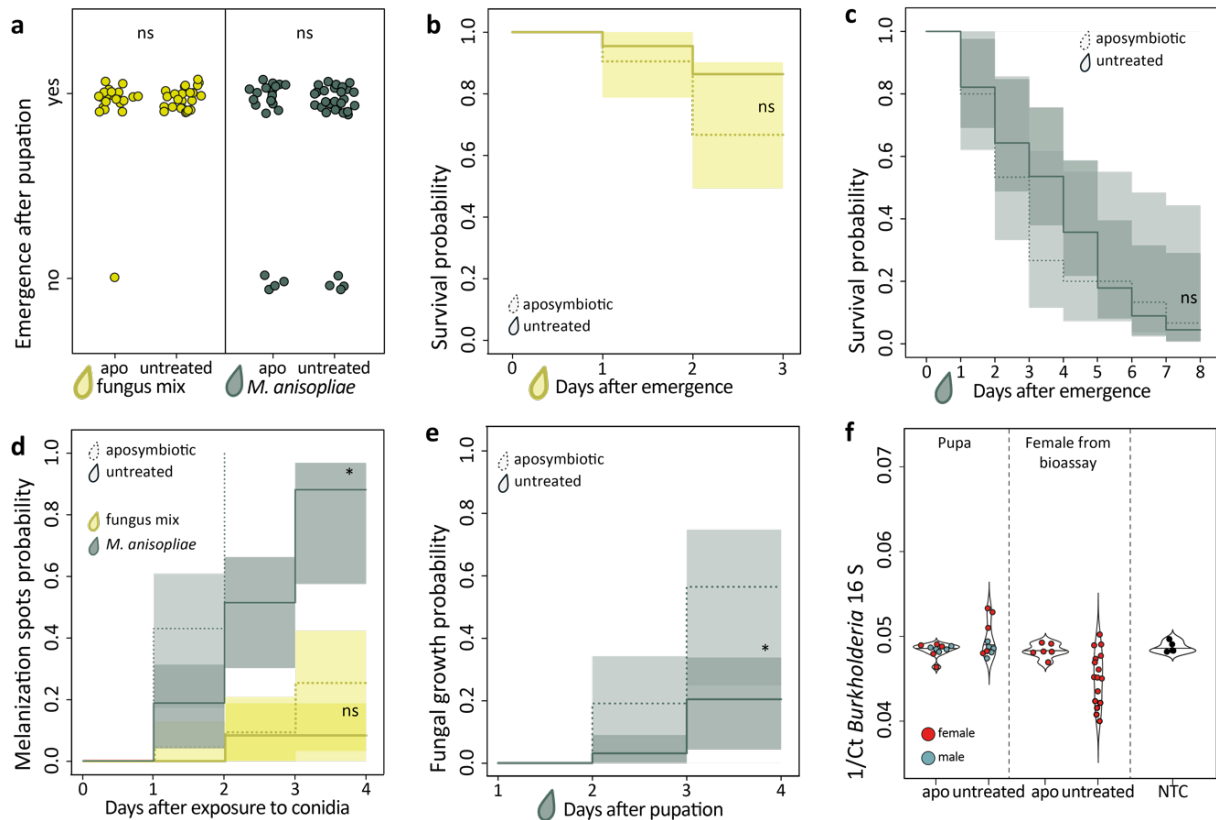 a
ns
ns
Emergence after pupation
yes
no
apo untreated
apo untreated
fungus mix
M. anisopliae
b
Survival probability
1.0
0.8
0.6
0.4
0.2
0.0
ns
aposymbiotic
untreated
0 1 2 3
Days after emergence
c
Survival probability
1.0
0.8
0.6
0.4
0.2
0.0
aposymbiotic
untreated
ns
0 1 2 3 4 5 6 7 8
Days after emergence
d
Melanization spots probability
1.0
0.8
0.6
0.4
0.2
0.0
aposymbiotic
untreated
fungus mix
M. anisopliae
*
ns
0 1 2 3 4
Days after exposure to conidia
e
Fungal growth probability
1.0
0.8
0.6
0.4
0.2
0.0
aposymbiotic
untreated
*
1 2 3 4
Days after pupation
f
1/Ct Burkholderia 16 S
0.07
0.06
0.05
0.04
Pupa
Female from
bioassay
female
male
apo untreated
apo untreated
NTC